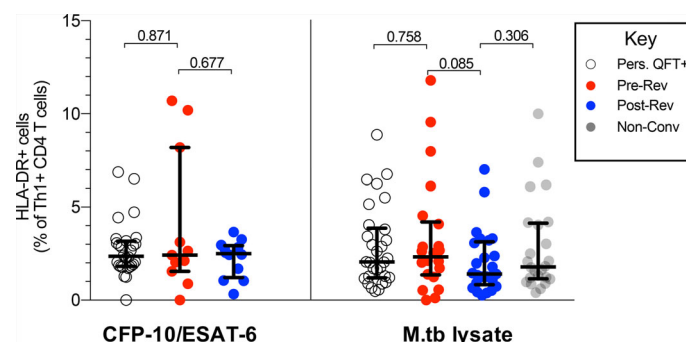 HLA-DR+ cells
(% of Th1+ CD4 T cells)
15
10
5
0
0.871
0.677
0.758
0.085
0.306
Key
Pers. QFT+
Pre-Rev
Post-Rev
Non-Conv
CFP-10/ESAT-6
M.tb lysate